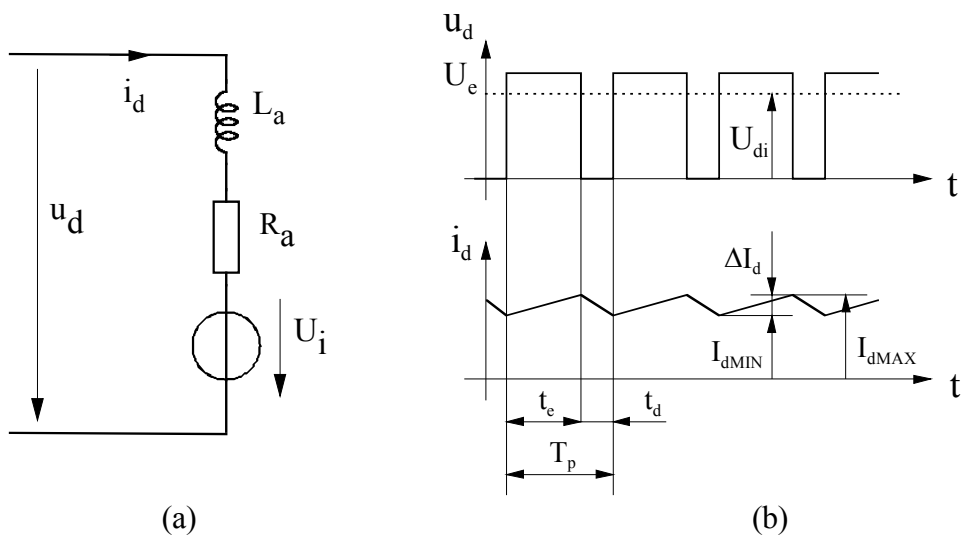 i_d
L_a
u_d
R_a
U_i
(a)
u_d
U_e
U_di
t
i_d
ΔI_d
I_dMIN
I_dMAX
t
t_e
t_d
T_p
(b)